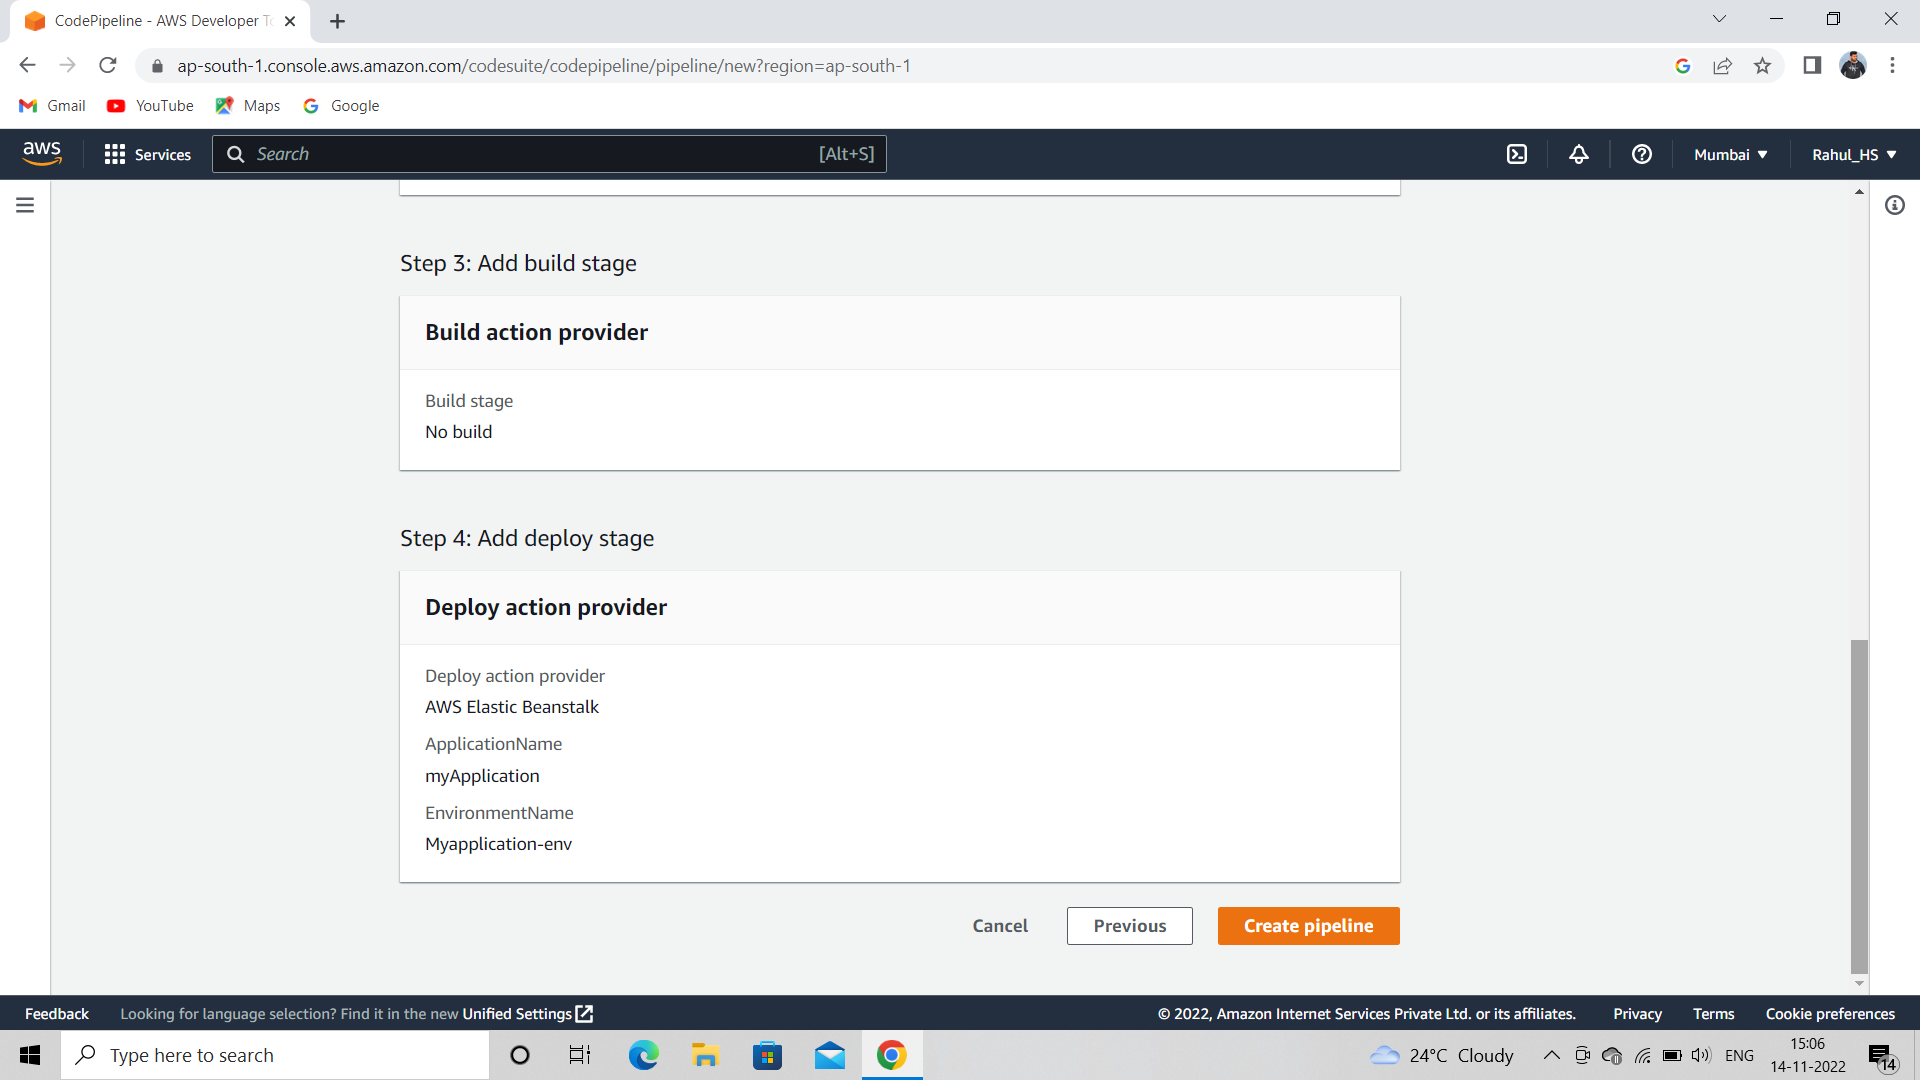 CodePipeline - AWS Developer To
ap-south-1.console.aws.amazon.com/codesuite/codepipeline/pipeline/new?region=ap-south-1
Gmail YouTube Maps Google
aws Services Search [Alt+S] Mumbai Rahul_HS
Step 3: Add build stage
Build action provider
Build stage
No build
Step 4: Add deploy stage
Deploy action provider
Deploy action provider
AWS Elastic Beanstalk
ApplicationName
myApplication
EnvironmentName
Myapplication-env
Cancel Previous Create pipeline
Feedback Looking for language selection? Find it in the new Unified Settings © 2022, Amazon Internet Services Private Ltd. or its affiliates. Privacy Terms Cookie preferences
Type here to search 24°C Cloudy ENG 15:06
14-11-2022 14